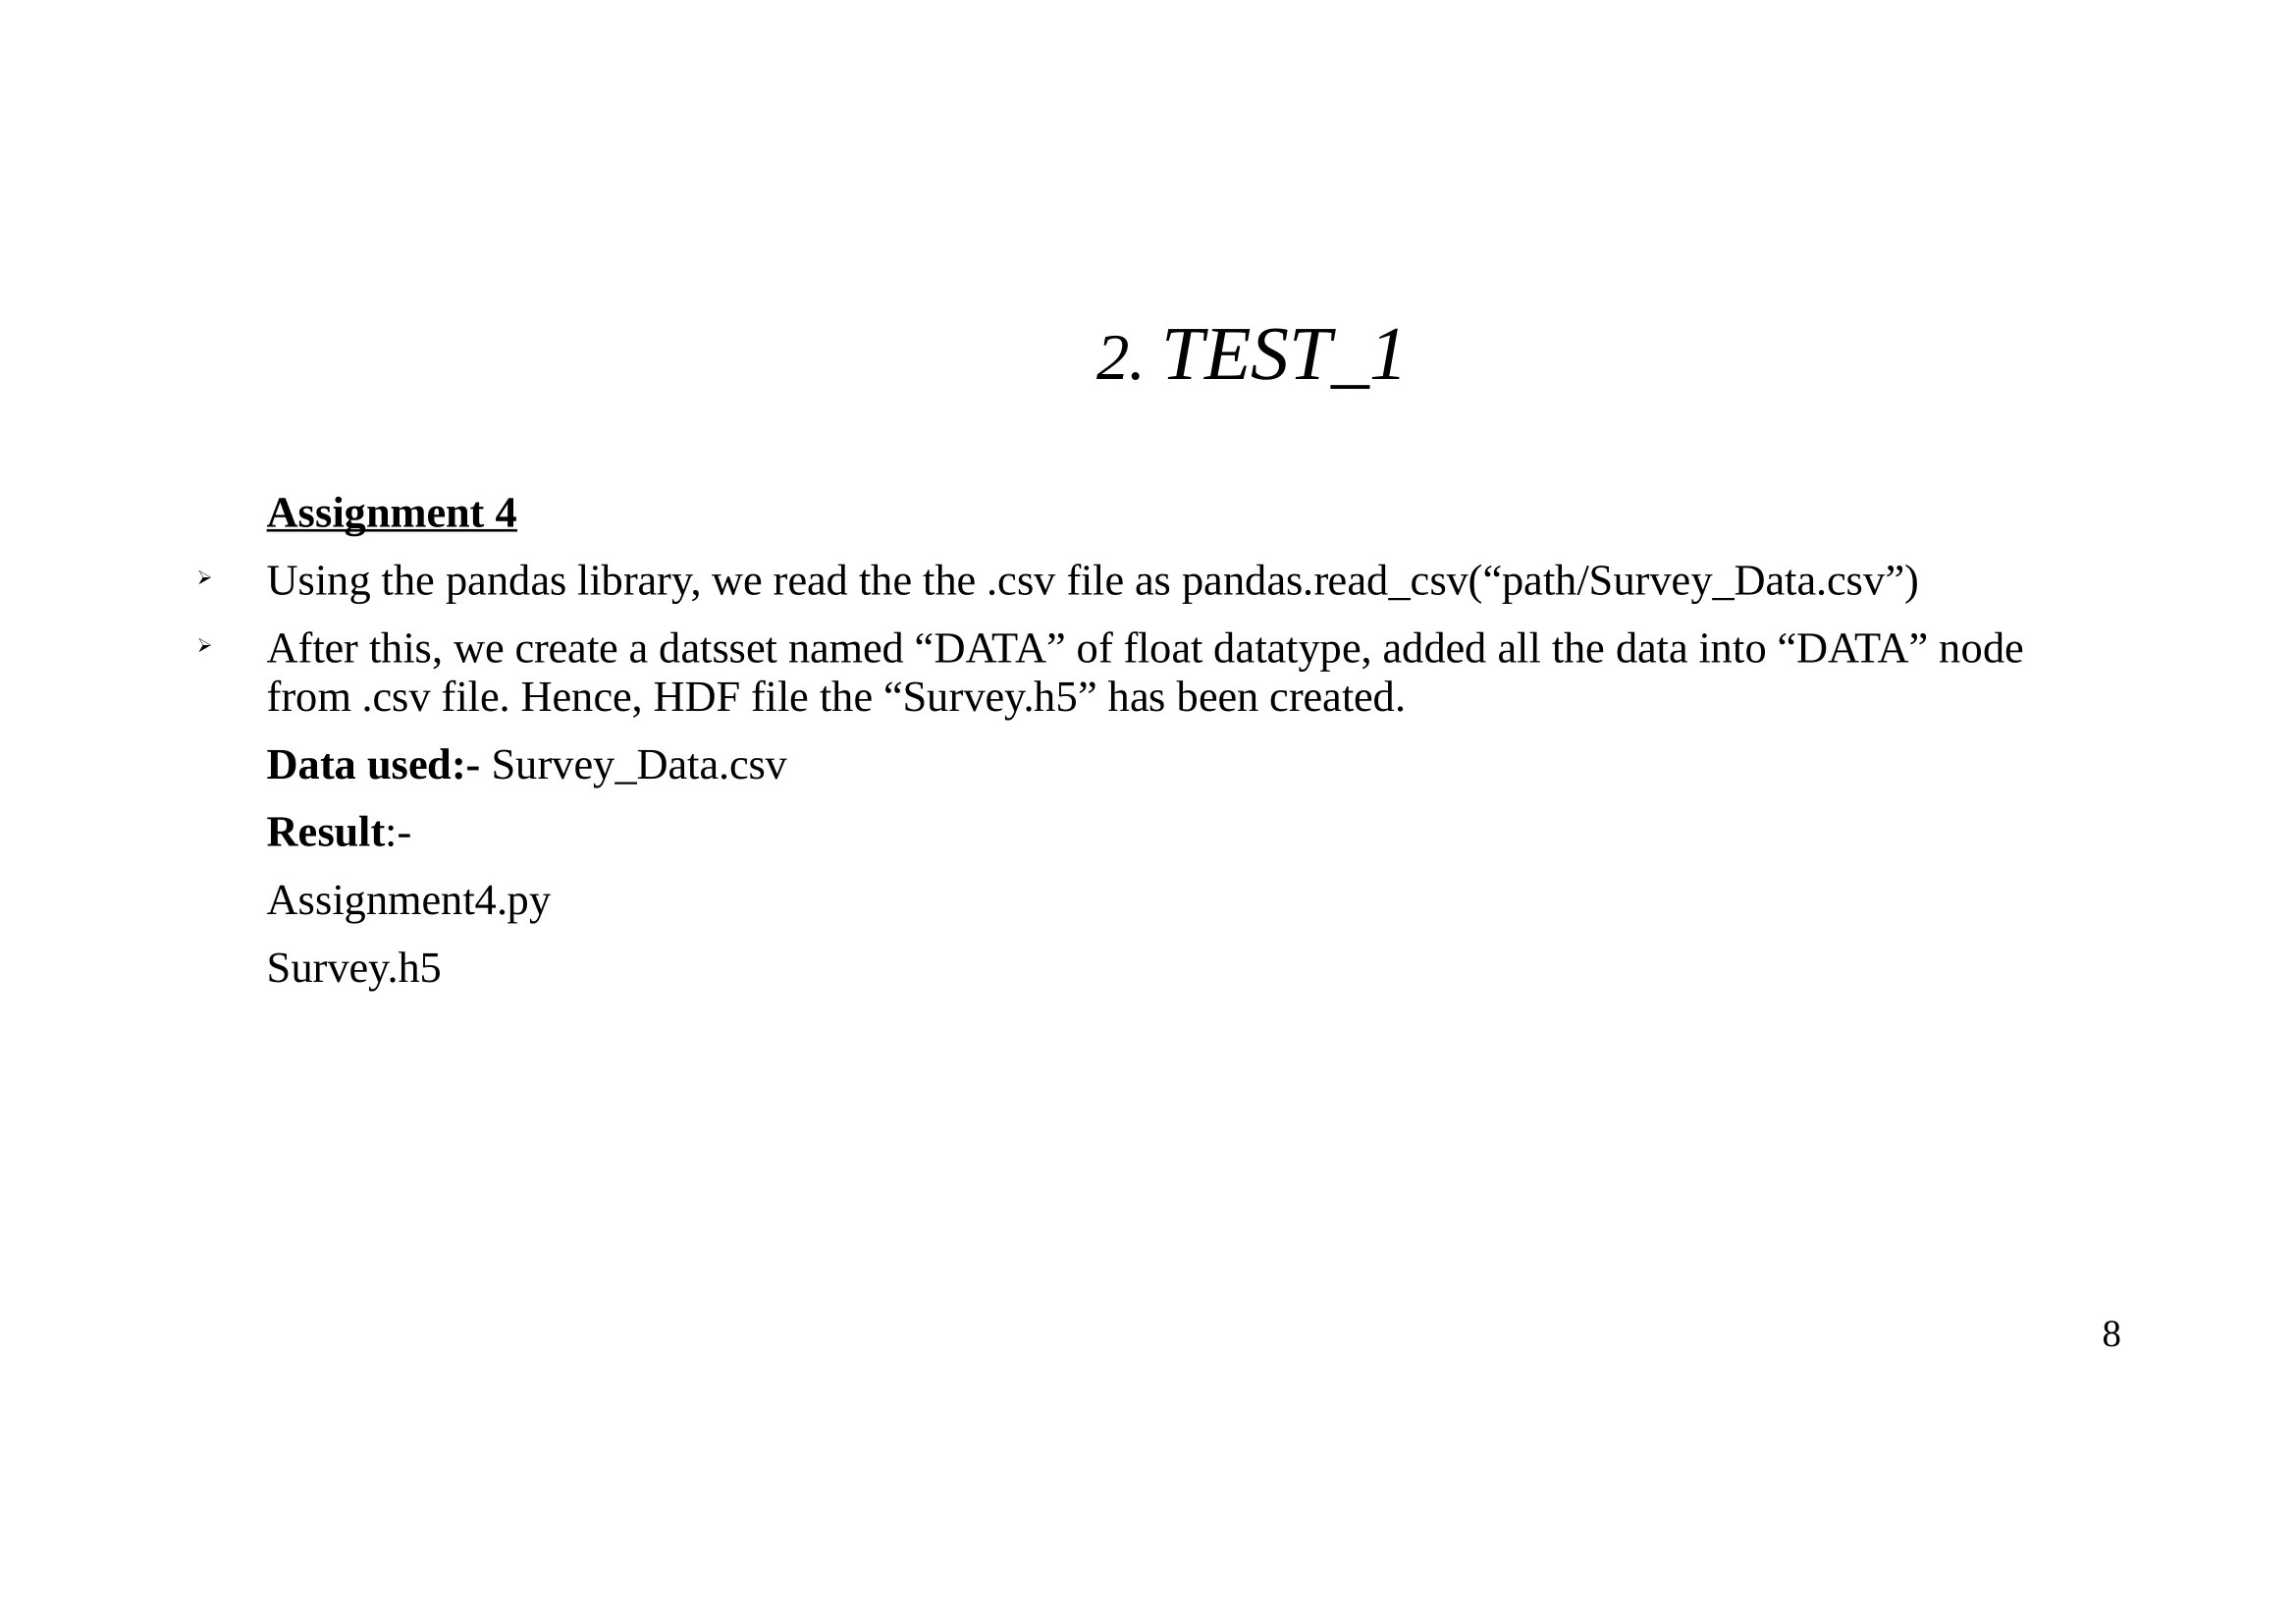 2. TEST_1
Assignment 4
➢ Using the pandas library, we read the the .csv file as pandas.read_csv(“path/Survey_Data.csv”)
➢ After this, we create a datsset named “DATA” of float datatype, added all the data into “DATA” node
from .csv file. Hence, HDF file the “Survey.h5” has been created.
Data used:- Survey_Data.csv
Result:-
Assignment4.py
Survey.h5
8